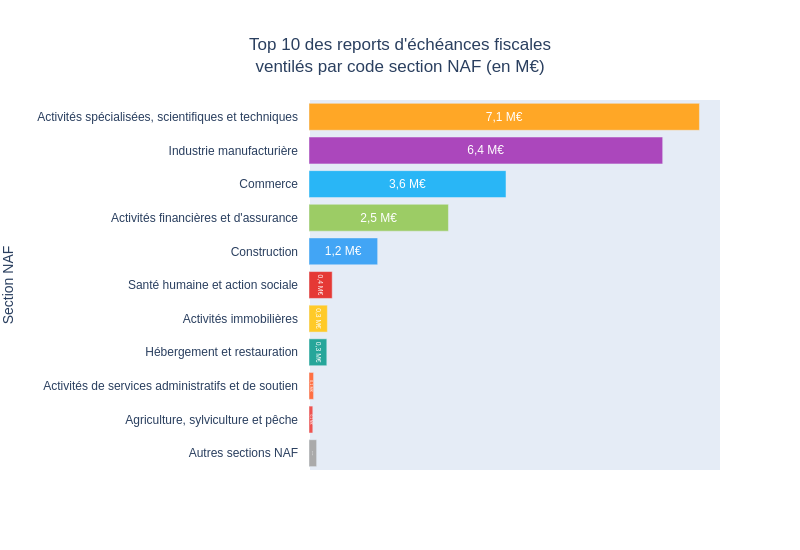 Top 10 des reports d'échéances fiscales
ventilés par code section NAF (en M€)
Section NAF
Activités spécialisées, scientifiques et techniques 7,1 M€
Industrie manufacturière 6,4 M€
Commerce 3,6 M€
Activités financières et d'assurance 2,5 M€
Construction 1,2 M€
Santé humaine et action sociale 0,4 M€
Activités immobilières 0,3 M€
Hébergement et restauration 0,3 M€
Activités de services administratifs et de soutien
Agriculture, sylviculture et pêche
Autres sections NAF